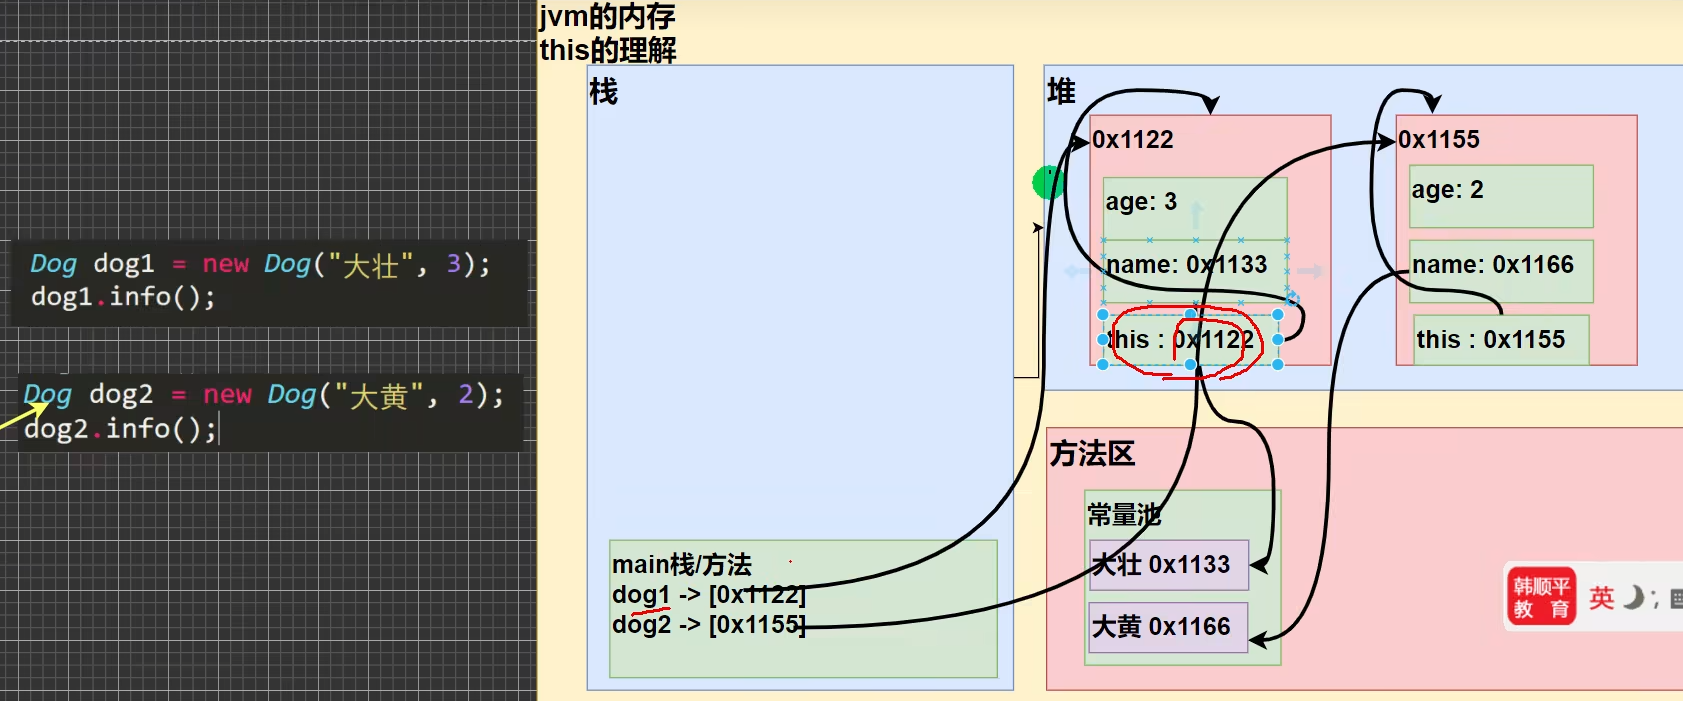 Dog dog1 = new Dog("大壮", 3);
dog1.info();
Dog dog2 = new Dog("大黄", 2);
dog2.info();
jvm的内存
this的理解
栈
main栈/方法
dog1 -> [0x1122]
dog2 -> [0x1155]
堆
0x1122
age: 3
name: 0x1133
this : 0x1122
0x1155
age: 2
name: 0x1166
this : 0x1155
方法区
常量池
大壮 0x1133
大黄 0x1166
韩顺平
教 育
英